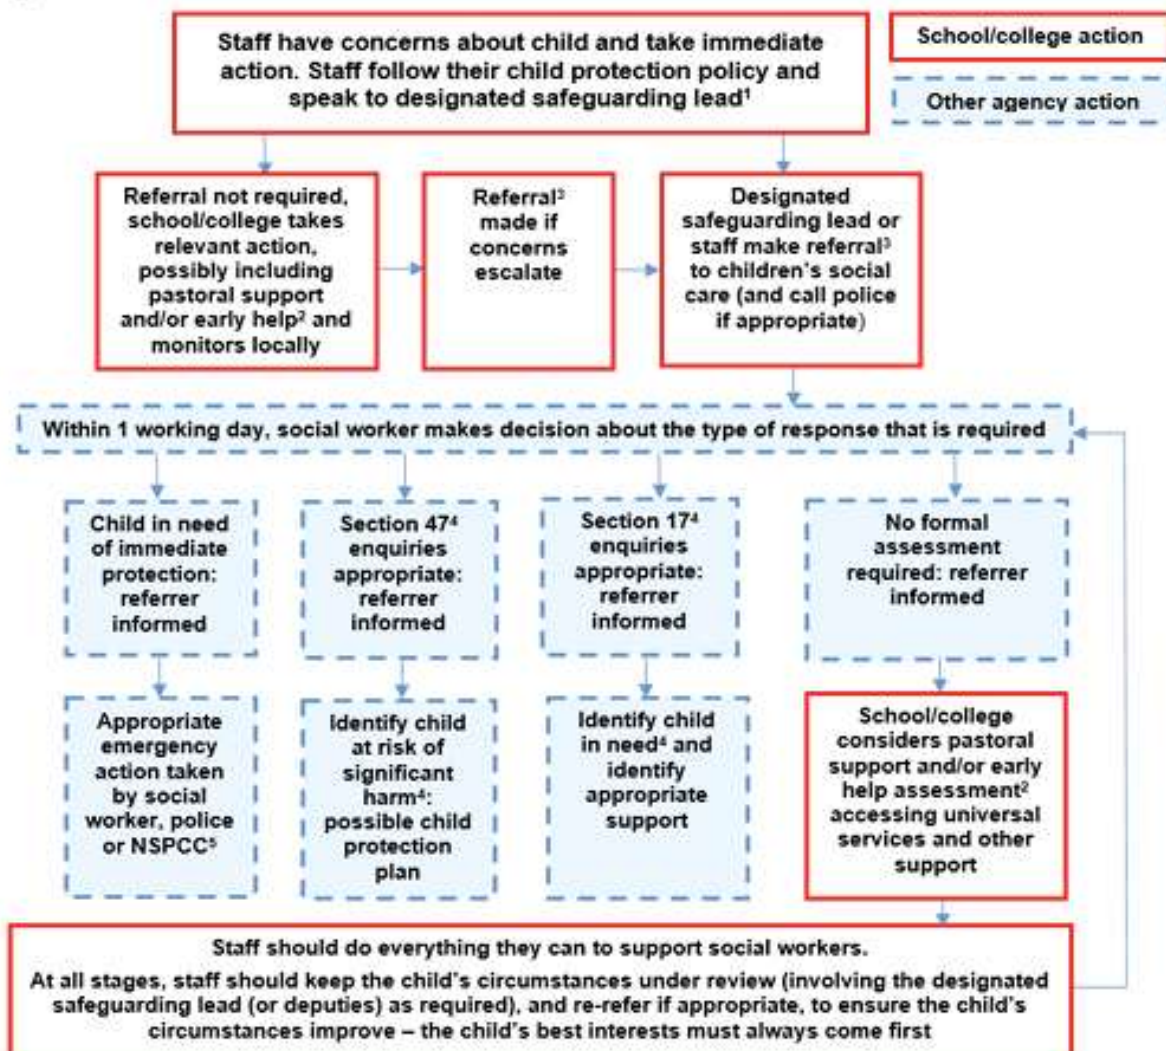 Staff have concerns about child and take immediate
action. Staff follow their child protection policy and
speak to designated safeguarding lead¹
School/college action
Other agency action
Referral not required,
school/college takes
relevant action,
possibly including
pastoral support
and/or early help² and
monitors locally
Referral³
made if
concerns
escalate
Designated
safeguarding lead or
staff make referral³
to children's social
care (and call police
if appropriate)
Within 1 working day, social worker makes decision about the type of response that is required
Child in need
of immediate
protection:
referrer
informed
Section 47⁴
enquiries
appropriate:
referrer
informed
Section 17⁴
enquiries
appropriate:
referrer
informed
No formal
assessment
required: referrer
informed
Appropriate
emergency
action taken
by social
worker, police
or NSPCC⁵
Identify child
at risk of
significant
harm⁴:
possible child
protection
plan
Identify child
in need⁴ and
identify
appropriate
support
School/college
considers pastoral
support and/or early
help assessment²
accessing universal
services and other
support
Staff should do everything they can to support social workers.
At all stages, staff should keep the child's circumstances under review (involving the designated
safeguarding lead (or deputies) as required), and re-refer if appropriate, to ensure the child's
circumstances improve – the child's best interests must always come first